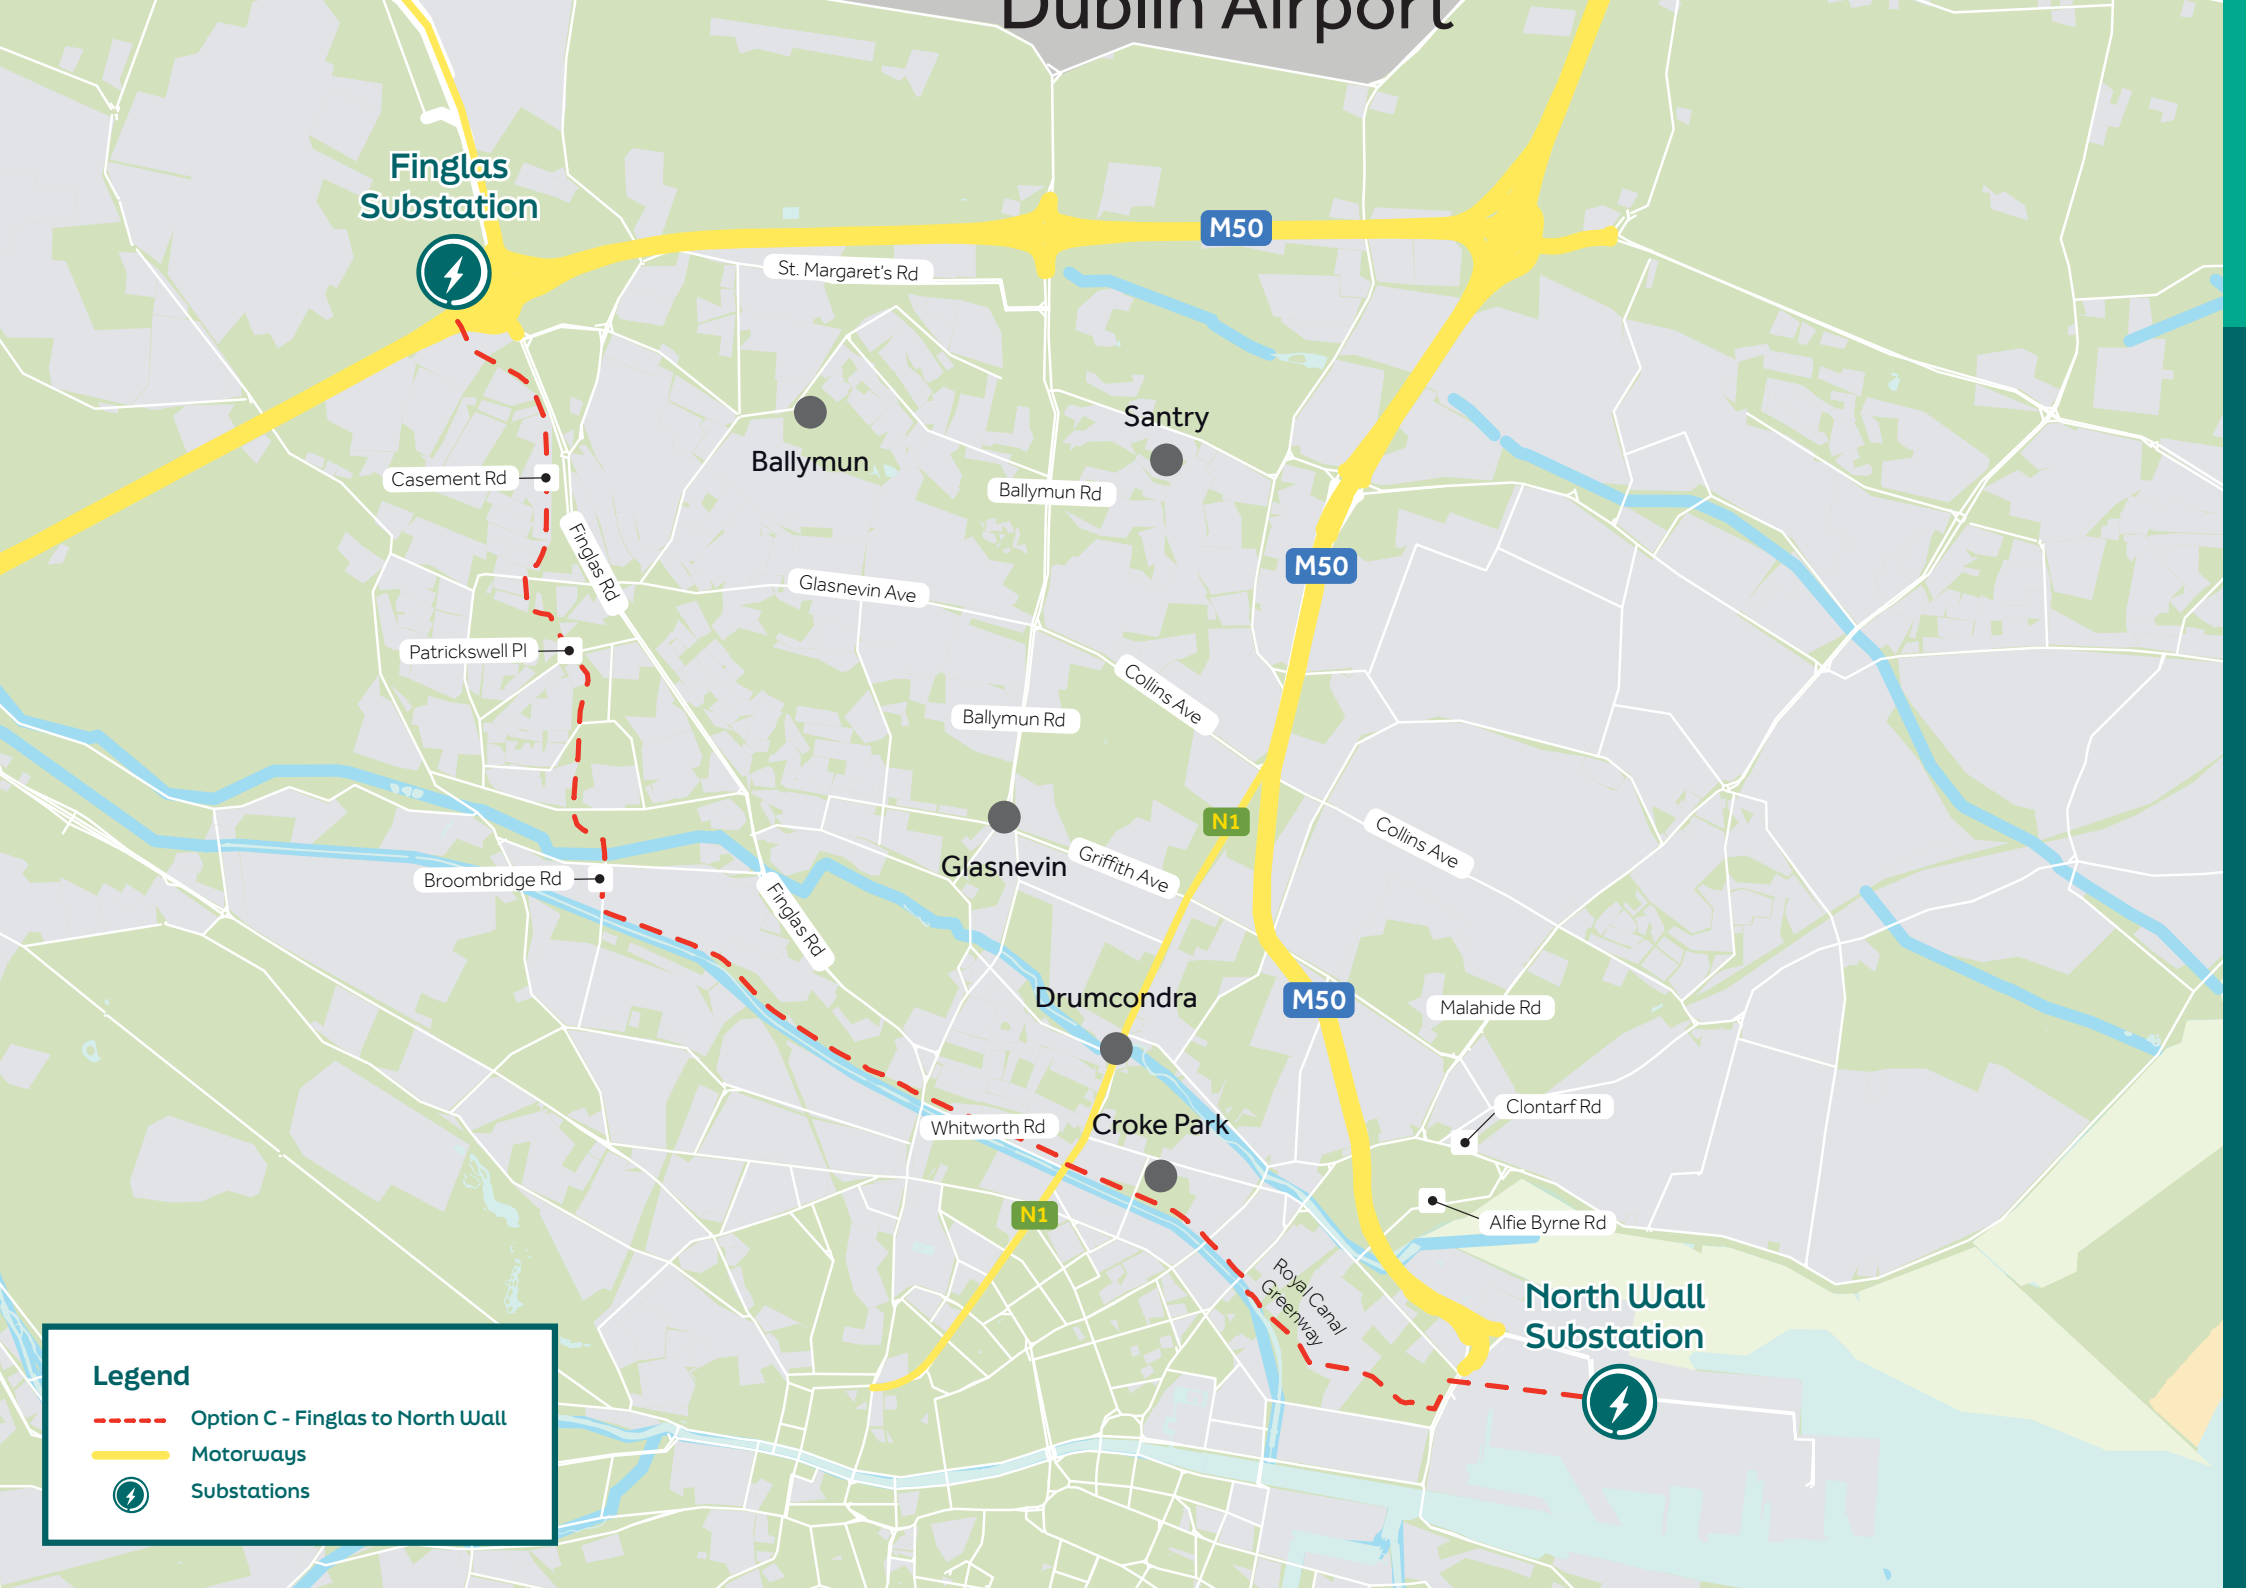 Dublin Airport
Finglas
Substation
M50
St. Margaret's Rd
Santry
Ballymun
Casement Rd
Ballymun Rd
Finglas Rd
M50
Glasnevin Ave
Patrickswell Pl
Collins Ave
Ballymun Rd
N1
Collins Ave
Glasnevin
Griffith Ave
Broombridge Rd
Finglas Rd
Drumcondra
M50
Malahide Rd
Clontarf Rd
Whitworth Rd
Croke Park
N1
Alfie Byrne Rd
Royal Canal
Greenway
North Wall
Substation
Legend
Option C - Finglas to North Wall
Motorways
Substations